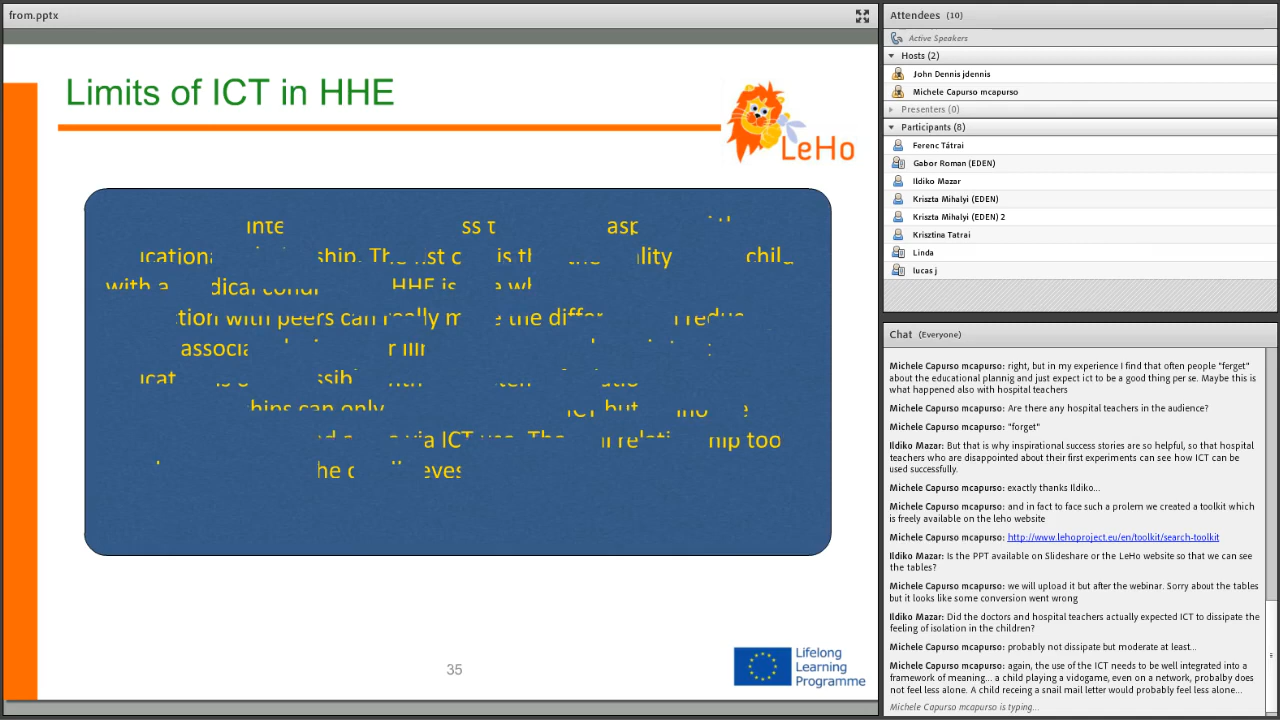 from.pptx
Limits of ICT in HHE
LeHo
with a
HHE is
with peers can really
the
can only
via ICT
too
35
Lifelong
Learning
Programme
Attendees (10)
Active Speakers
Hosts (2)
John Dennis jdennis
Michele Capurso mcapurso
Presenters (0)
Participants (8)
Ferenc Tátrai
Gabor Roman (EDEN)
Ildiko Mazar
Kriszta Mihalyi (EDEN)
Kriszta Mihalyi (EDEN) 2
Krisztina Tatrai
Linda
lucas j
Chat (Everyone)
Michele Capurso mcapurso: right, but in my experience I find that often people "ferget"
about the educational plannig and just expect ict to be a good thing per se. Maybe this is
what happened also with hospital teachers
Michele Capurso mcapurso: Are there any hospital teachers in the audience?
Michele Capurso mcapurso: "forget"
Ildiko Mazar: But that is why inspirational success stories are so helpful, so that hospital
teachers who are disappointed about their first experiments can see how ICT can be
used successfully.
Michele Capurso mcapurso: exactly thanks Ildiko...
Michele Capurso mcapurso: and in fact to face such a prolem we created a toolkit which
is freely available on the leho website
Michele Capurso mcapurso: http://www.lehoproject.eu/en/toolkit/search-toolkit
Ildiko Mazar: Is the PPT available on Slideshare or the LeHo website so that we can see
the tables?
Michele Capurso mcapurso: we will upload it but after the webinar. Sorry about the tables
but it looks like some conversion went wrong
Ildiko Mazar: Did the doctors and hospital teachers actually expected ICT to dissipate the
feeling of isolation in the children?
Michele Capurso mcapurso: probably not dissipate but moderate at least...
Michele Capurso mcapurso: again, the use of the ICT needs to be well integrated into a
framework of meaning... a child playing a vidogame, even on a network, probalby does
not feel less alone. A child receing a snail mail letter would probably feel less alone...
Michele Capurso mcapurso is typing...